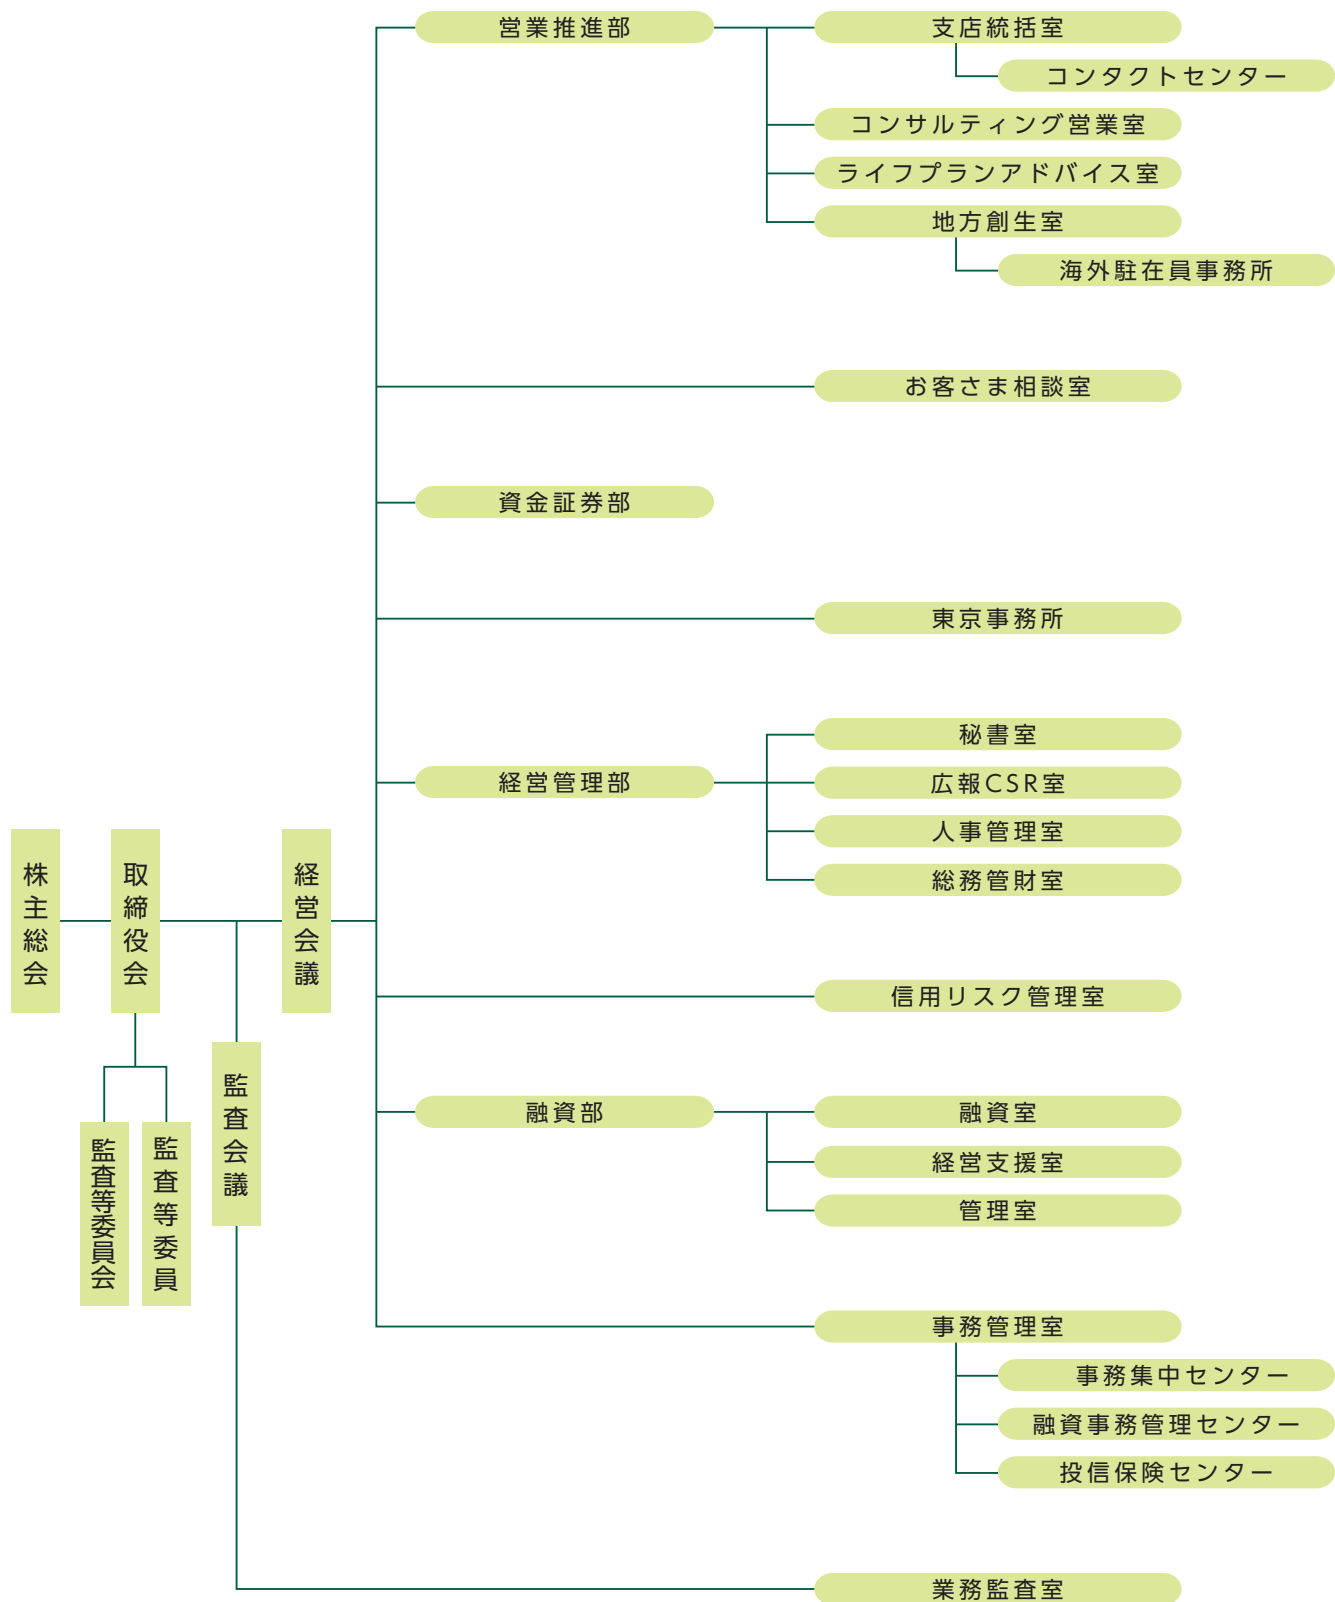 営業推進部
支店統括室
コンタクトセンター
コンサルティング営業室
ライフプランアドバイス室
地方創生室
海外駐在員事務所
お客さま相談室
資金証券部
東京事務所
経営管理部
秘書室
広報CSR室
人事管理室
総務管財室
株主総会
取締役会
経営会議
監査等委員会
監査等委員
監査会議
信用リスク管理室
融資部
融資室
経営支援室
管理室
事務管理室
事務集中センター
融資事務管理センター
投信保険センター
業務監査室